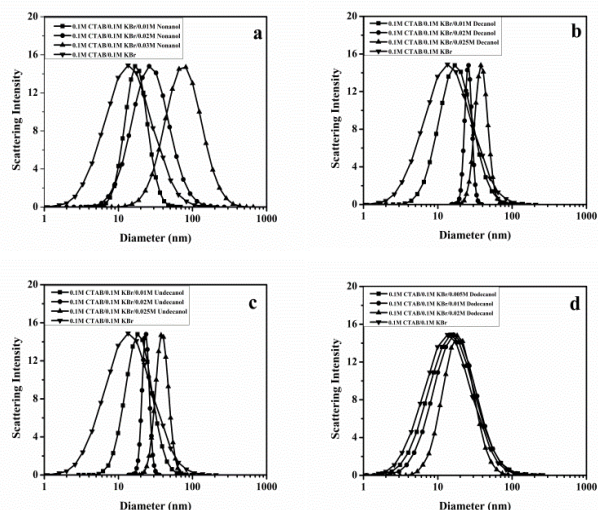 0.1M CTAB/0.1M KBr/0.01M Nonanol
0.1M CTAB/0.1M KBr/0.02M Nonanol
0.1M CTAB/0.1M KBr/0.03M Nonanol
0.1M CTAB/0.1M KBr
a
20
16
12
8
4
0
Scattering Intensity
1 10 100 1000
Diameter (nm)
0.1M CTAB/0.1M KBr/0.01M Decanol
0.1M CTAB/0.1M KBr/0.02M Decanol
0.1M CTAB/0.1M KBr/0.025M Decanol
0.1M CTAB/0.1M KBr
b
20
16
12
8
4
0
Scattering Intensity
1 10 100 1000
Diameter (nm)
0.1M CTAB/0.1M KBr/0.01M Undecanol
0.1M CTAB/0.1M KBr/0.02M Undecanol
0.1M CTAB/0.1M KBr/0.025M Undecanol
0.1M CTAB/0.1M KBr
c
20
16
12
8
4
0
Scattering Intensity
1 10 100 1000
Diameter (nm)
0.1M CTAB/0.1M KBr/0.005M Dodecanol
0.1M CTAB/0.1M KBr/0.01M Dodecanol
0.1M CTAB/0.1M KBr/0.02M Dodecanol
0.1M CTAB/0.1M KBr
d
20
16
12
8
4
0
Scattering Intensity
1 10 100 1000
Diameter (nm)